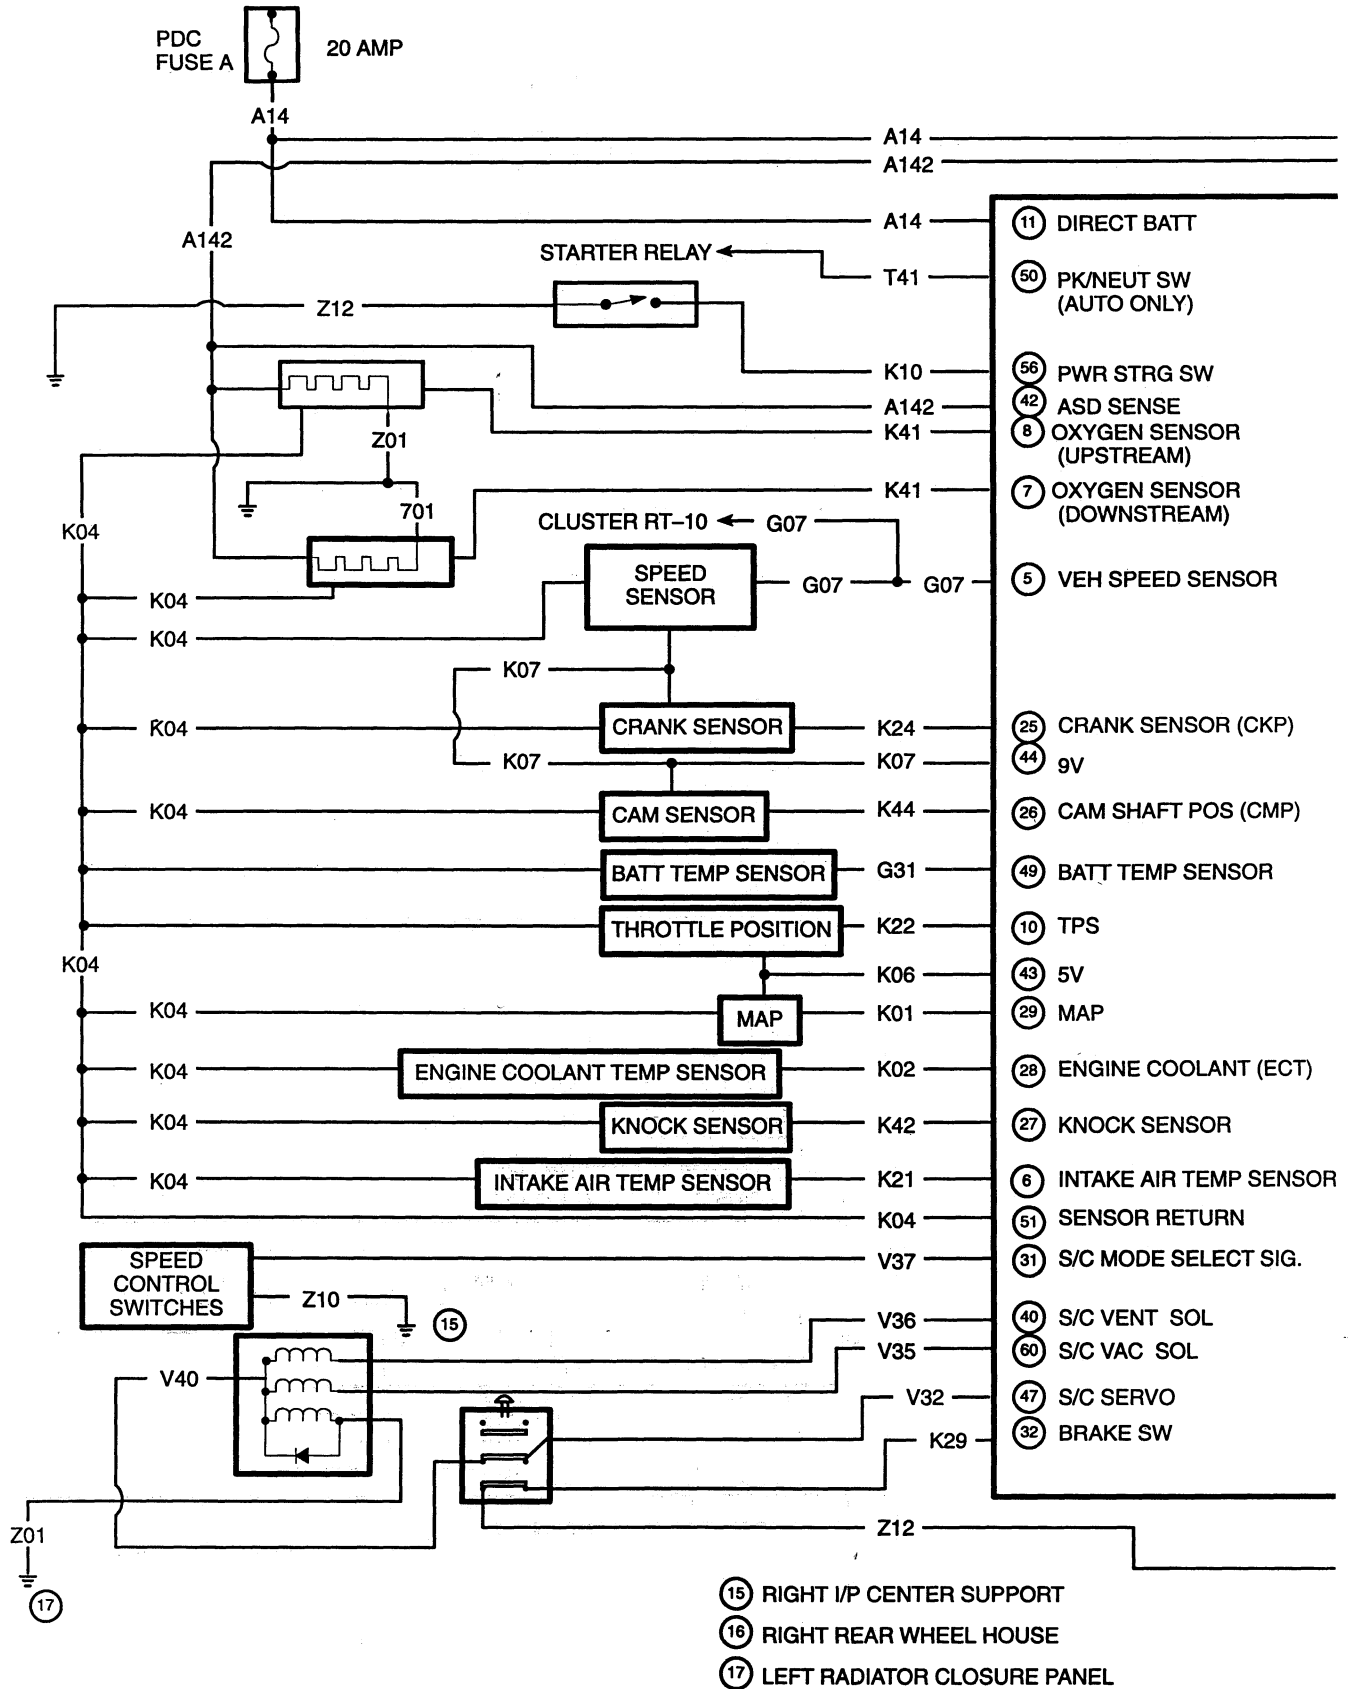 PDC
FUSE A
20 AMP
A14
A14
A142
A142
A14
11 DIRECT BATT
STARTER RELAY
T41
50 PK/NEUT SW
(AUTO ONLY)
Z12
K10
56 PWR STRG SW
A142
42 ASD SENSE
Z01
K41
8 OXYGEN SENSOR
(UPSTREAM)
K41
7 OXYGEN SENSOR
(DOWNSTREAM)
701
K04
CLUSTER RT–10
G07
SPEED
SENSOR
G07
G07
5 VEH SPEED SENSOR
K04
K04
K07
K04
CRANK SENSOR
K24
25 CRANK SENSOR (CKP)
K07
K07
44 9V
K04
CAM SENSOR
K44
26 CAM SHAFT POS (CMP)
BATT TEMP SENSOR
G31
49 BATT TEMP SENSOR
THROTTLE POSITION
K22
10 TPS
K04
K06
43 5V
K04
MAP
K01
29 MAP
K04
ENGINE COOLANT TEMP SENSOR
K02
28 ENGINE COOLANT (ECT)
K04
KNOCK SENSOR
K42
27 KNOCK SENSOR
K04
INTAKE AIR TEMP SENSOR
K21
6 INTAKE AIR TEMP SENSOR
K04
51 SENSOR RETURN
SPEED
CONTROL
SWITCHES
V37
31 S/C MODE SELECT SIG.
Z10
15
V36
40 S/C VENT SOL
V35
60 S/C VAC SOL
V40
V32
47 S/C SERVO
K29
32 BRAKE SW
Z01
17
Z12
15 RIGHT I/P CENTER SUPPORT
16 RIGHT REAR WHEEL HOUSE
17 LEFT RADIATOR CLOSURE PANEL